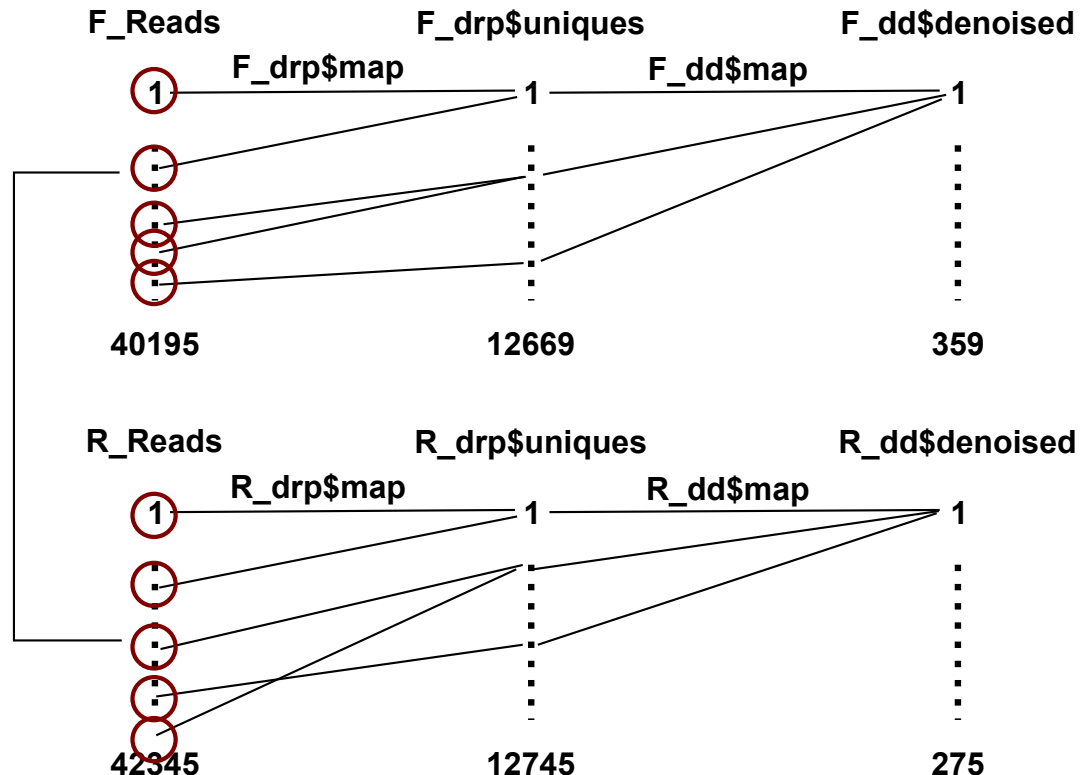 F_Reads F_drp$uniques F_dd$denoised
F_drp$map F_dd$map
1 1 1
40195 12669 359
R_Reads R_drp$uniques R_dd$denoised
R_drp$map R_dd$map
1 1 1
42345 12745 275